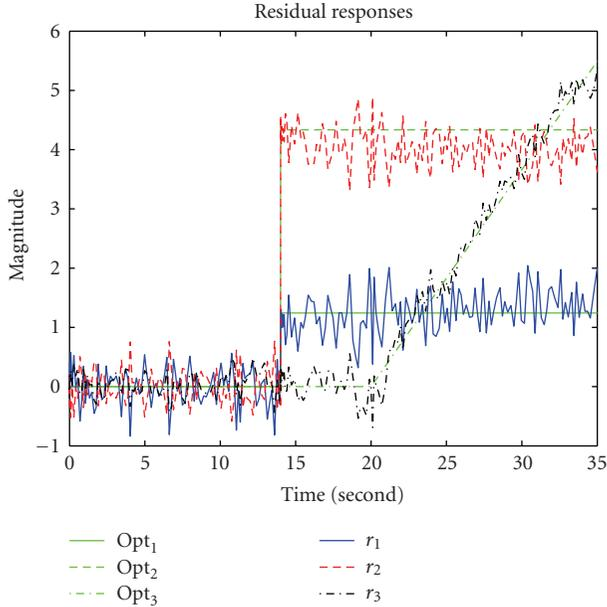 Residual responses
6
5
4
3
2
1
0
−1
Magnitude
0 5 10 15 20 25 30 35
Time (second)
Opt₁ r₁
Opt₂ r₂
Opt₃ r₃